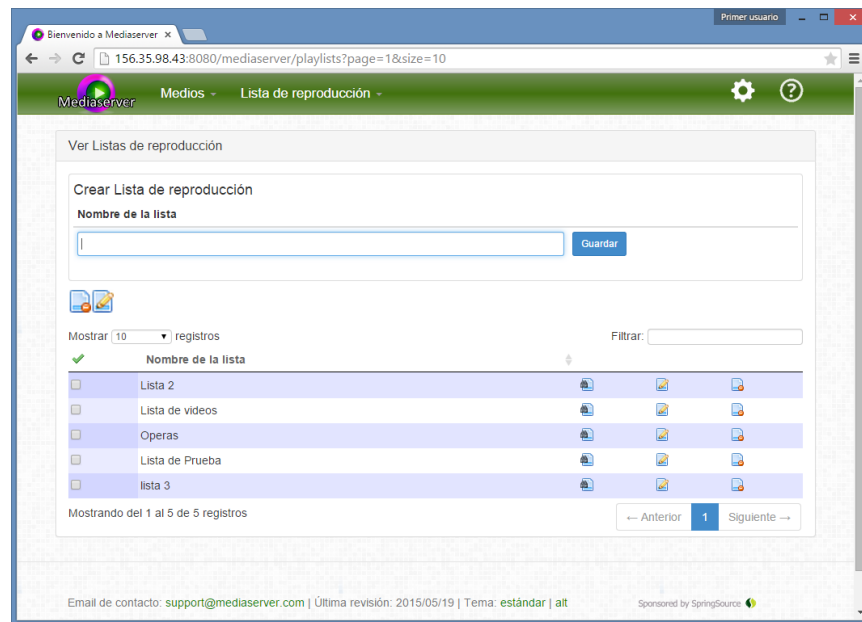 Primer usuario
Bienvenido a Mediaserver
156.35.98.43:8080/mediaserver/playlists?page=1&size=10
Mediaserver Medios Lista de reproducción
Ver Listas de reproducción
Crear Lista de reproducción
Nombre de la lista
Guardar
Mostrar 10 registros Filtrar:
Nombre de la lista
Lista 2
Lista de videos
Operas
Lista de Prueba
lista 3
Mostrando del 1 al 5 de 5 registros ← Anterior 1 Siguiente →
Email de contacto: support@mediaserver.com | Última revisión: 2015/05/19 | Tema: estándar | alt Sponsored by SpringSource